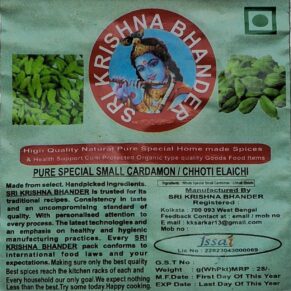 SRI KRISHNA BHANDER
High Quality Natural Pure Special Home made Spices
& Health Support Cum Protected Organic type quality Goods Food Items
PURE SPECIAL SMALL CARDAMON / CHHOTI ELAICHI
Made from select. Handpicked Ingredients.
SRI KRISHNA BHANDER is trusted for its
traditional recipes. Consistency in taste
and an uncompromising standard of
quality. With personalised attention to
every process. The latest technologies and
an emphasis on healthy and hygienic
manufacturing practices. Every SRI
KRISHNA BHANDER pack conforme to
international food laws and your
expectations. Making sure only the best quality
Best spices reach the kitchen racks of each and
Every household our only goal. We expect nothing
Less than the best. Try some today Happy cooking.
Manufactured By
SRI KRISHNA BHANDER
Registered
Kolkata : 700 093 West Bengal
Feedback Contact at : email / mob no
E mail : kssarkar13@gmail.com
Mob no :
fssai
Lic No : 22823043000069
G.S.T No :
Weight : g(WhPkt)MRP : 28/-
M.F.Date : First Day Of This Year
EXP Date : Last Day Of This Year